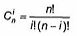 C_n^i = n! / i!(n-i)!